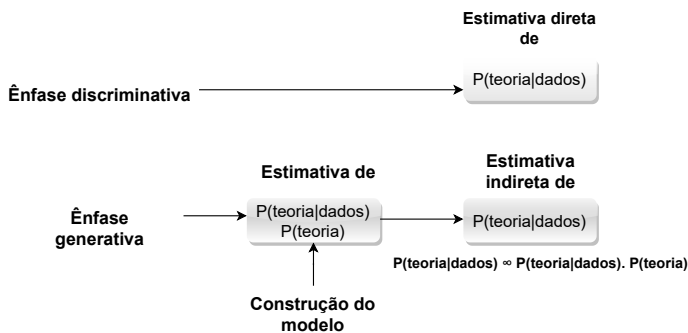 Estimativa direta
de
P(teoria|dados)
Ênfase discriminativa
Estimativa de
Estimativa
indireta de
Ênfase
generativa
P(teoria|dados)
P(teoria)
P(teoria|dados)
P(teoria|dados) ∞ P(teoria|dados). P(teoria)
Construção do
modelo